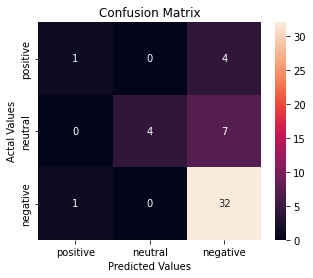 Confusion Matrix
positive 1 0 4
neutral 0 4 7
negative 1 0 32
positive neutral negative
Predicted Values
Actal Values
30
25
20
15
10
5
0